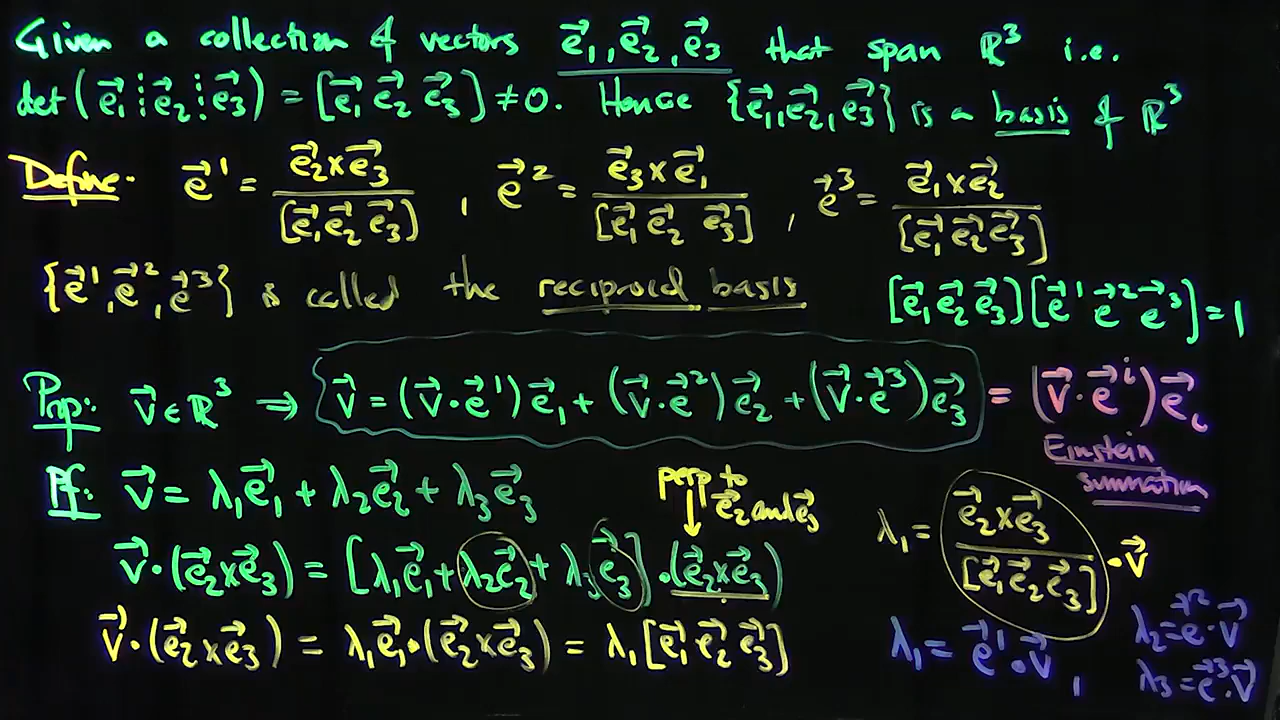 Given a collection of vectors e⃗₁, e⃗₂, e⃗₃ that span ℝ³ i.e.
det(e⃗₁ ⋮ e⃗₂ ⋮ e⃗₃) = [e⃗₁ e⃗₂ e⃗₃] ≠ 0. Hence {e⃗₁, e⃗₂, e⃗₃} is a basis of ℝ³
Define: e⃗¹ = (e⃗₂ × e⃗₃)/[e⃗₁ e⃗₂ e⃗₃] , e⃗² = (e⃗₃ × e⃗₁)/[e⃗₁ e⃗₂ e⃗₃] , e⃗³ = (e⃗₁ × e⃗₂)/[e⃗₁ e⃗₂ e⃗₃]
{e⃗¹, e⃗², e⃗³} is called the reciprocal basis
[e⃗₁ e⃗₂ e⃗₃][e⃗¹ e⃗² e⃗³] = 1
Prop: v⃗ ∈ ℝ³ ⇒ v⃗ = (v⃗ · e⃗¹) e⃗₁ + (v⃗ · e⃗²) e⃗₂ + (v⃗ · e⃗³) e⃗₃ = (v⃗ · e⃗ⁱ) e⃗ᵢ
Einstein
summation
Pf: v⃗ = λ₁e⃗₁ + λ₂e⃗₂ + λ₃e⃗₃
perp to
e⃗₂ and e⃗₃
v⃗ · (e⃗₂ × e⃗₃) = [λ₁e⃗₁ + λ₂e⃗₂ + λ₃e⃗₃] · (e⃗₂ × e⃗₃)
v⃗ · (e⃗₂ × e⃗₃) = λ₁e⃗₁ · (e⃗₂ × e⃗₃) = λ₁[e⃗₁ e⃗₂ e⃗₃]
λ₁ = (e⃗₂ × e⃗₃)/[e⃗₁ e⃗₂ e⃗₃] · v⃗
λ₁ = e⃗¹ · v⃗ ,
λ₂ = e⃗² · v⃗
λ₃ = e⃗³ · v⃗